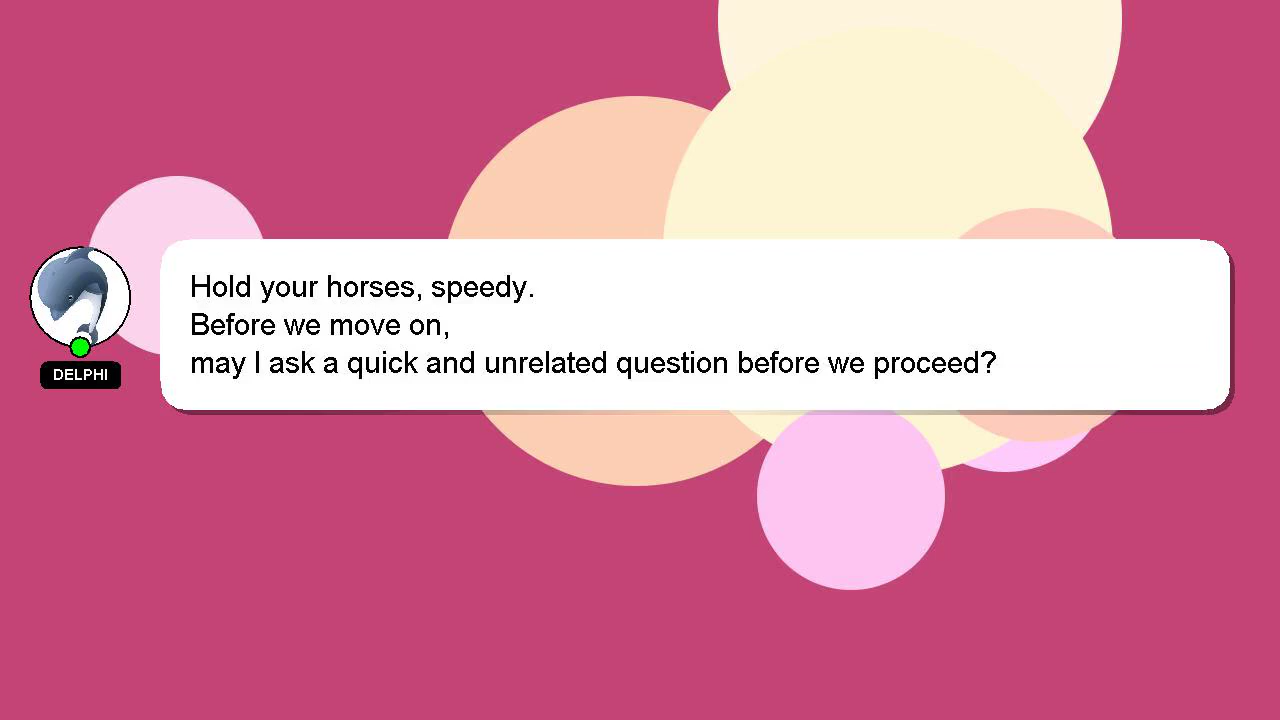 Hold your horses, speedy.
Before we move on,
may I ask a quick and unrelated question before we proceed?
DELPHI